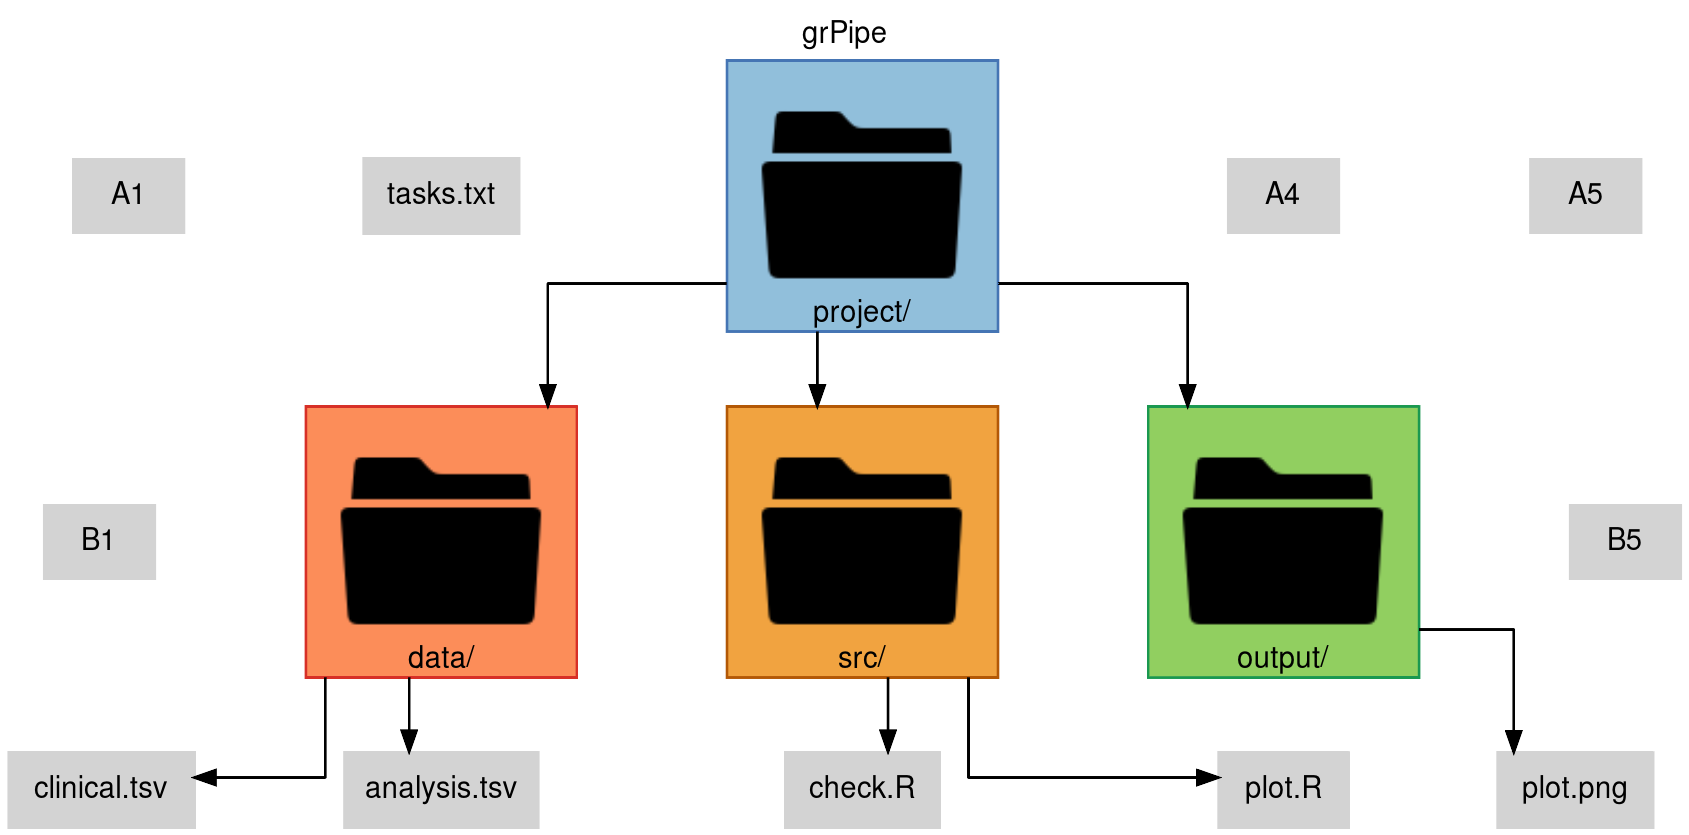 grPipe
A1
tasks.txt
project/
A4
A5
B1
data/
src/
output/
B5
clinical.tsv
analysis.tsv
check.R
plot.R
plot.png